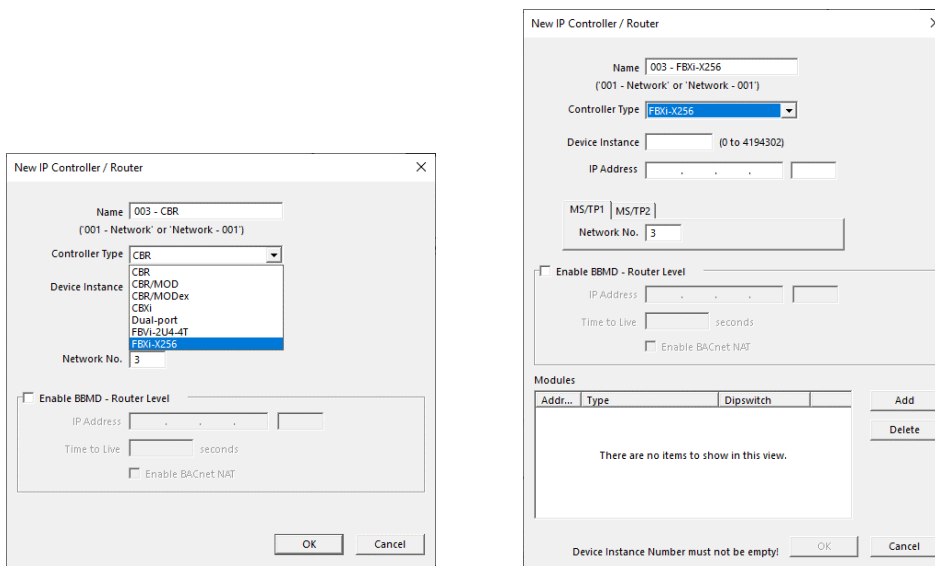 New IP Controller / Router
Name 003 - CBR
('001 - Network' or 'Network - 001')
Controller Type CBR
CBR
CBR/MOD
CBR/MODex
CBXi
Dual-port
FBVi-2U4-4T
FBXi-X256
Device Instance
Network No. 3
Enable BBMD - Router Level
IP Address . . .
Time to Live seconds
Enable BACnet NAT
OK Cancel
New IP Controller / Router
Name 003 - FBXi-X256
('001 - Network' or 'Network - 001')
Controller Type FBXi-X256
Device Instance (0 to 4194302)
IP Address . . .
MS/TP1 MS/TP2
Network No. 3
Enable BBMD - Router Level
IP Address . . .
Time to Live seconds
Enable BACnet NAT
Modules
Addr... Type Dipswitch
Add
Delete
There are no items to show in this view.
Device Instance Number must not be empty! OK Cancel